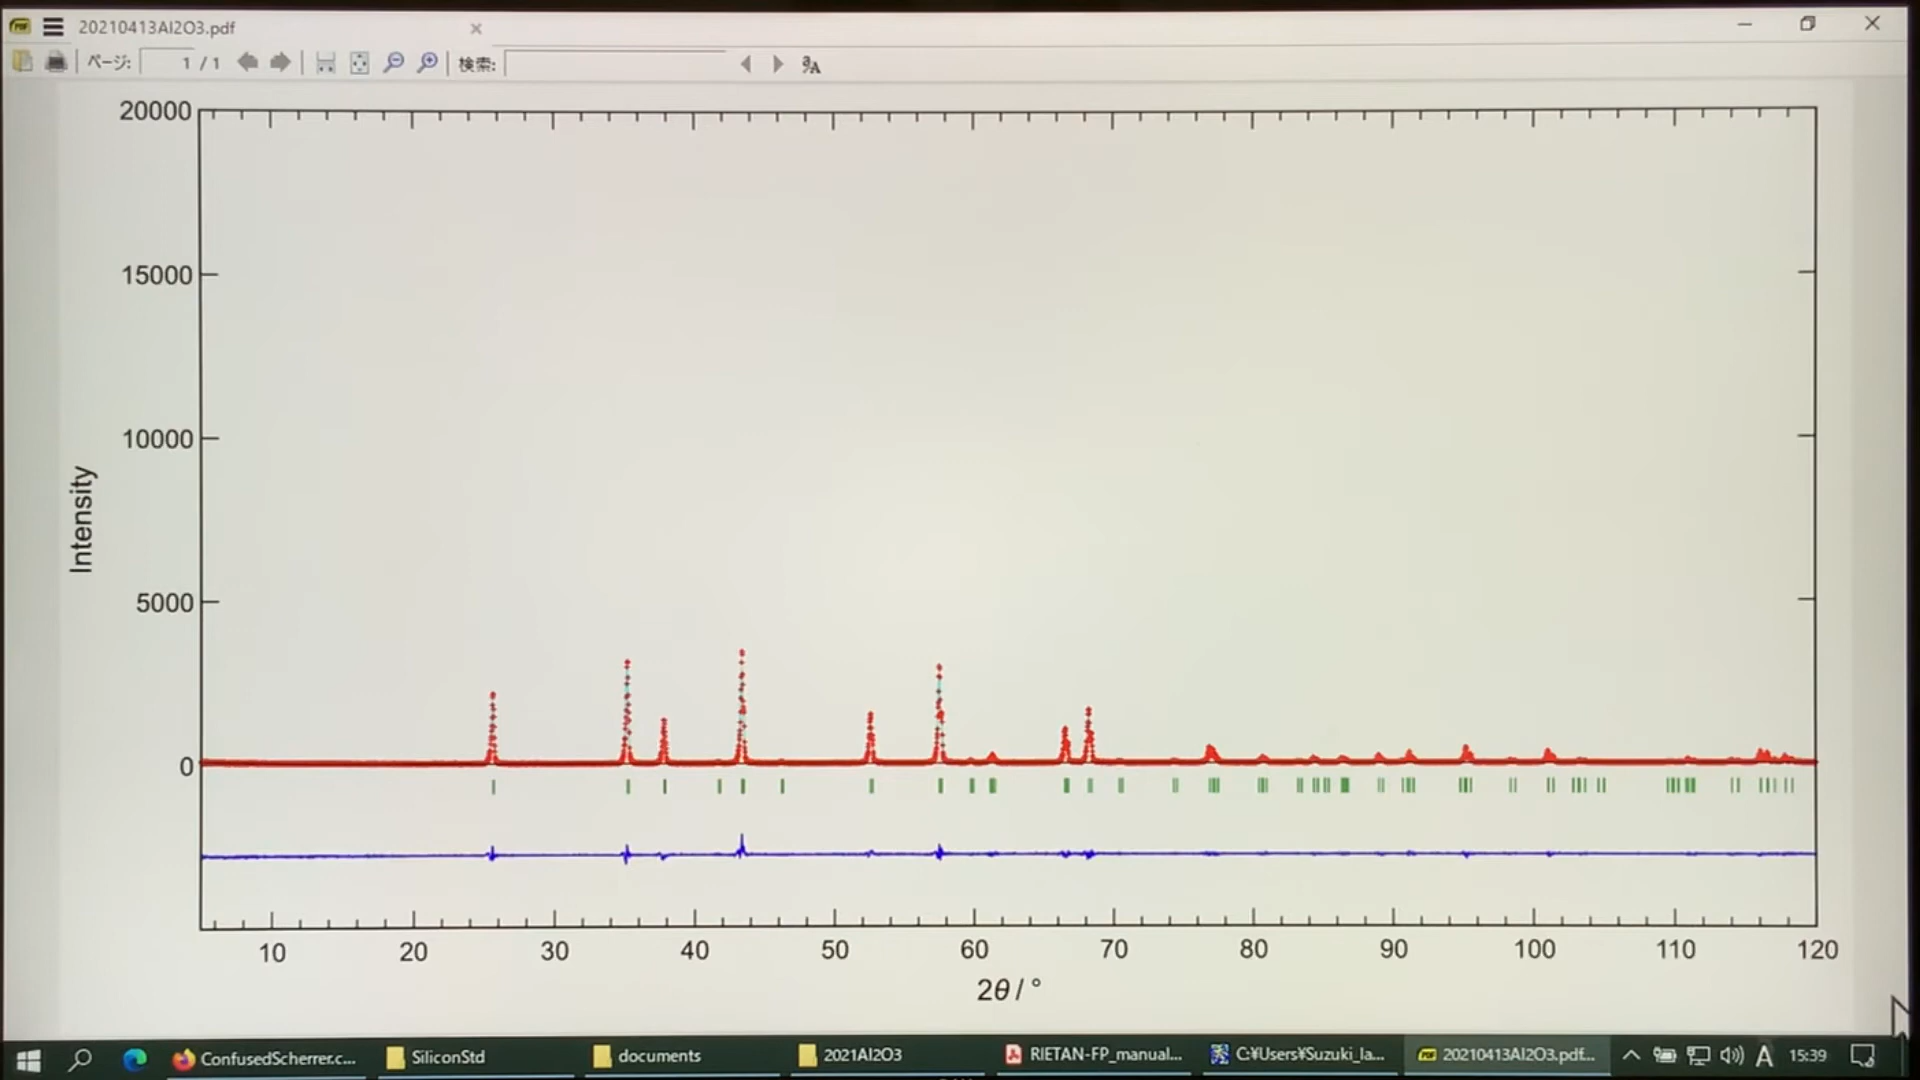 20210413Al2O3.pdf
ページ: 1 / 1 検索:
20000
15000
10000
5000
0
Intensity
10 20 30 40 50 60 70 80 90 100 110 120
2θ / °
ConfusedScherrer.c... SiliconStd documents 2021Al2O3 RIETAN-FP_manual... C:¥Users¥Suzuki_la... 20210413Al2O3.pdf... A 15:39